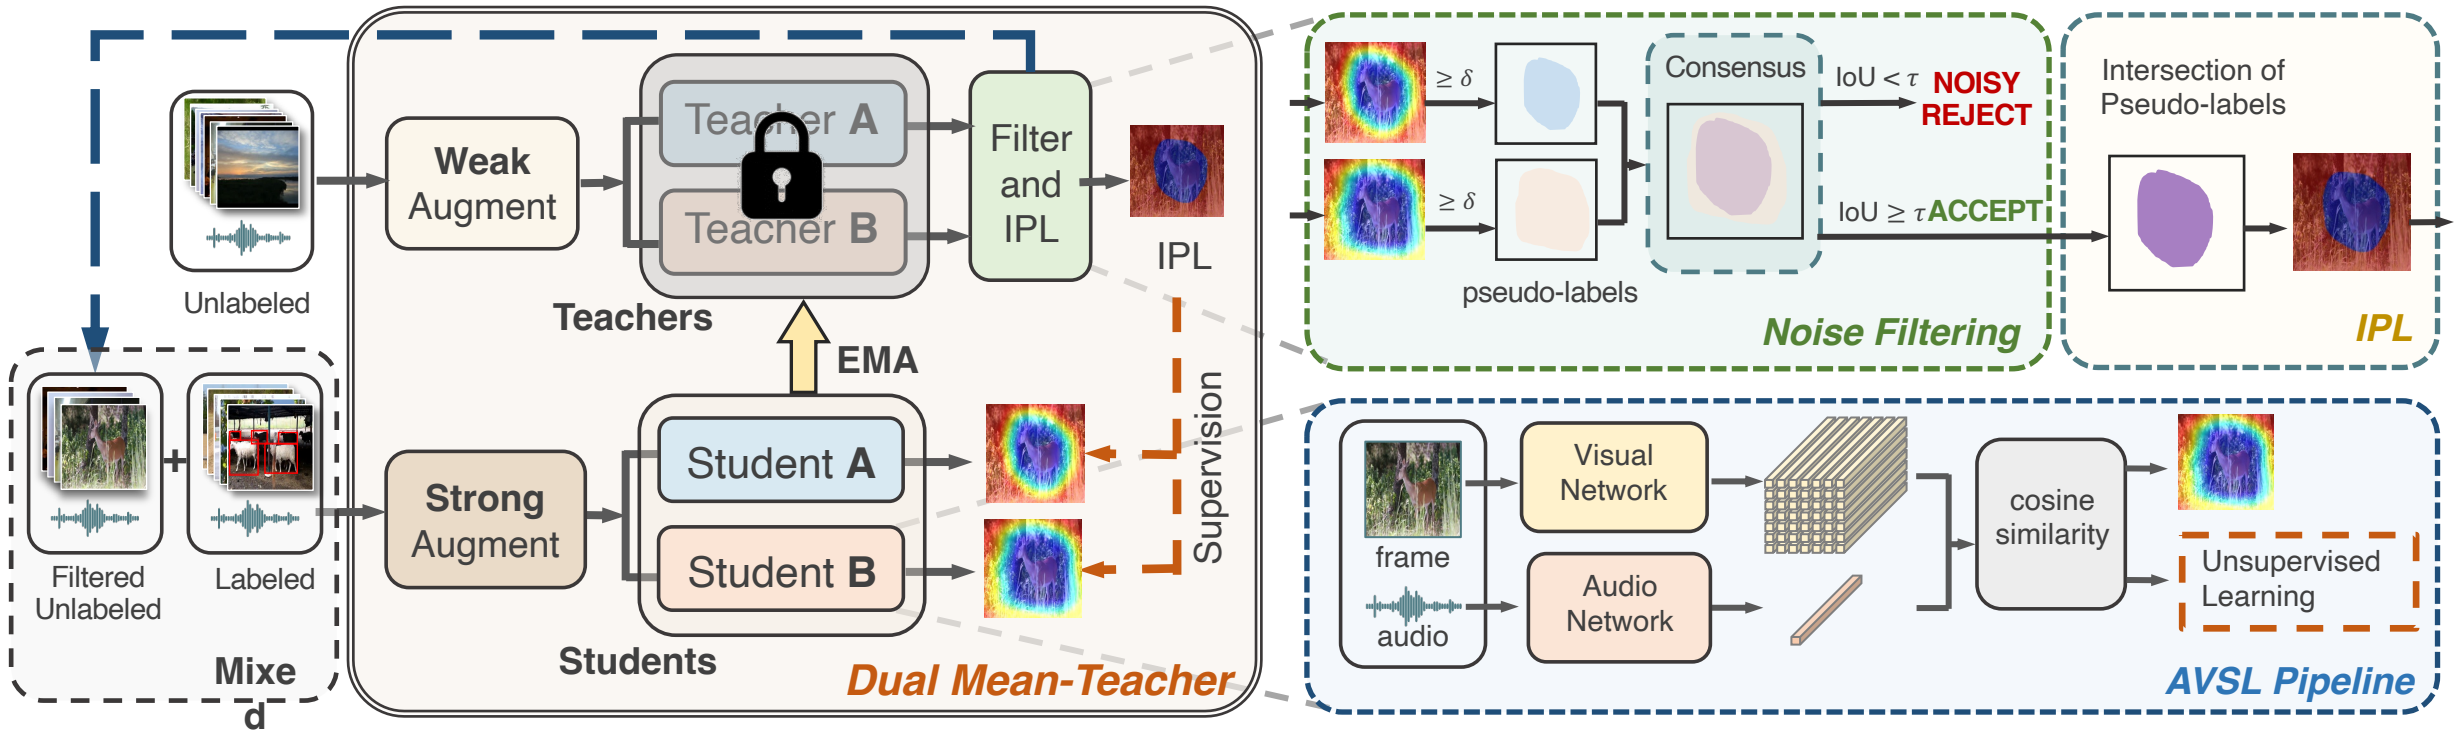 Unlabeled
Filtered
Unlabeled
+
Labeled
Mixe
d
Weak
Augment
Strong
Augment
Teacher A
Teacher B
Teachers
EMA
Student A
Student B
Students
Filter
and
IPL
IPL
Supervision
Dual Mean-Teacher
≥ δ
≥ δ
pseudo-labels
Consensus
IoU < τ
NOISY
REJECT
IoU ≥ τ ACCEPT
Noise Filtering
Intersection of
Pseudo-labels
IPL
frame
audio
Visual
Network
Audio
Network
cosine
similarity
Unsupervised
Learning
AVSL Pipeline